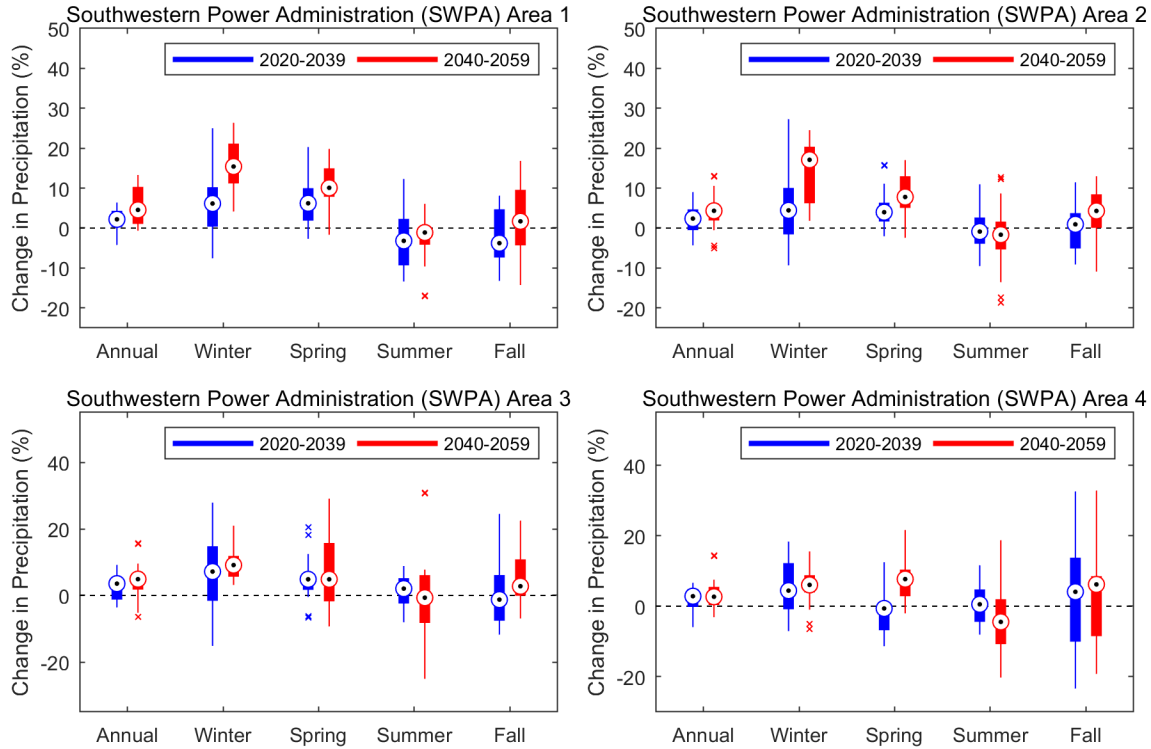 Southwestern Power Administration (SWPA) Area 1
Change in Precipitation (%)
50
40
30
20
10
0
-10
-20
2020-2039 2040-2059
Annual Winter Spring Summer Fall
Southwestern Power Administration (SWPA) Area 2
Change in Precipitation (%)
50
40
30
20
10
0
-10
-20
2020-2039 2040-2059
Annual Winter Spring Summer Fall
Southwestern Power Administration (SWPA) Area 3
Change in Precipitation (%)
40
20
0
-20
2020-2039 2040-2059
Annual Winter Spring Summer Fall
Southwestern Power Administration (SWPA) Area 4
Change in Precipitation (%)
40
20
0
-20
2020-2039 2040-2059
Annual Winter Spring Summer Fall